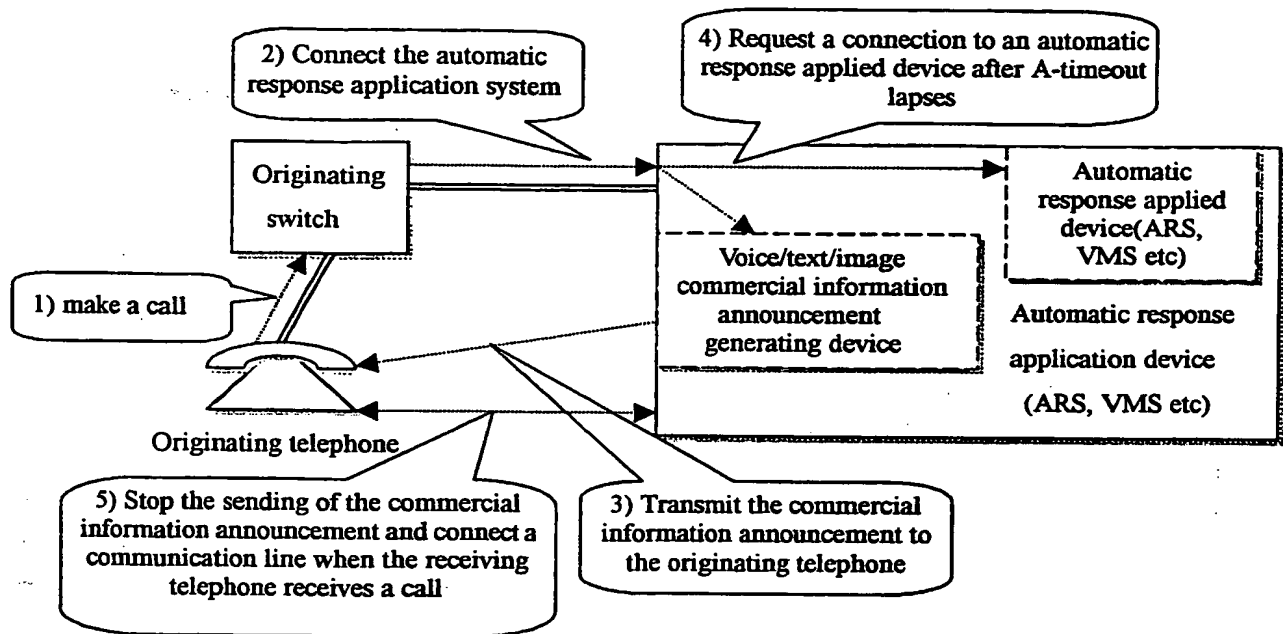 2) Connect the automatic
response application system
4) Request a connection to an automatic
response applied device after A-timeout
lapses
Originating
switch
Automatic
response applied
device(ARS,
VMS etc)
Voice/text/image
commercial information
announcement
generating device
1) make a call
Automatic response
application device
(ARS, VMS etc)
Originating telephone
5) Stop the sending of the commercial
information announcement and connect a
communication line when the receiving
telephone receives a call
3) Transmit the commercial
information announcement to
the originating telephone